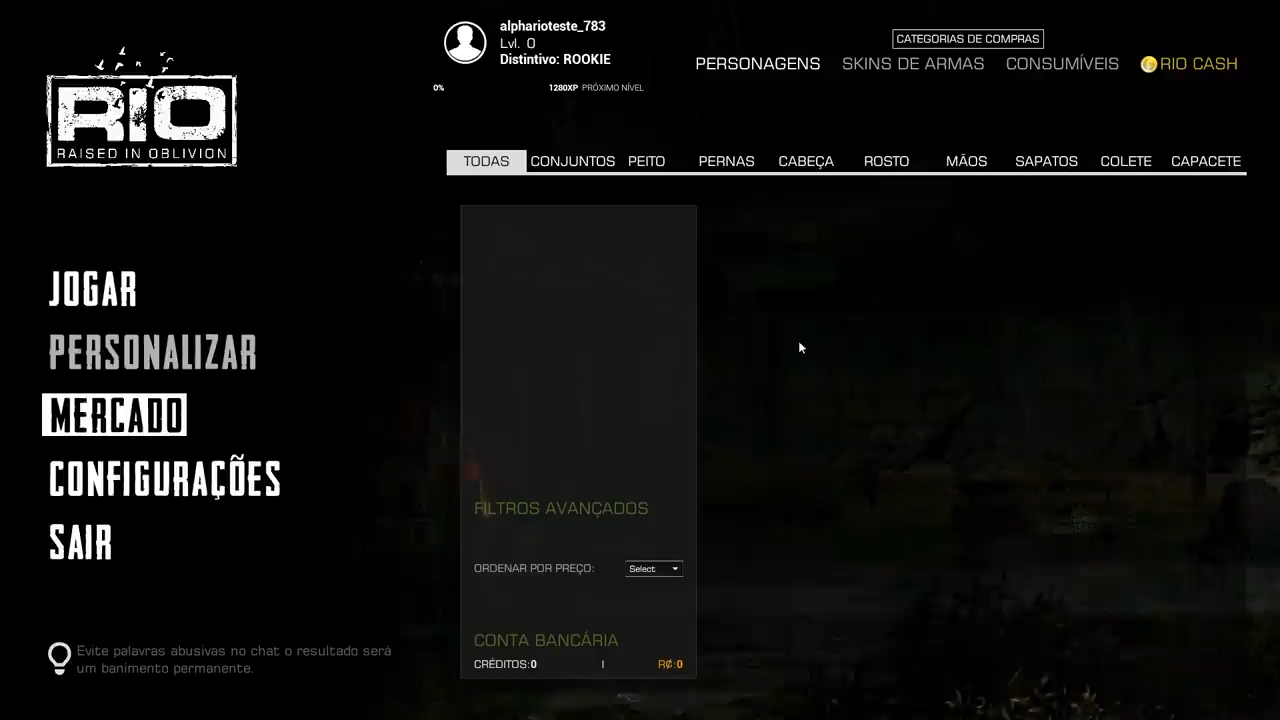 RIO
RAISED IN OBLIVION
alpharioteste_783
Lvl. 0
Distintivo: ROOKIE
0%
1280XP PRÓXIMO NÍVEL
CATEGORIAS DE COMPRAS
PERSONAGENS SKINS DE ARMAS CONSUMÍVEIS RIO CASH
TODAS CONJUNTOS PEITO PERNAS CABEÇA ROSTO MÃOS SAPATOS COLETE CAPACETE
JOGAR
PERSONALIZAR
MERCADO
CONFIGURAÇÕES
SAIR
FILTROS AVANÇADOS
ORDENAR POR PREÇO: Select
CONTA BANCÁRIA
CRÉDITOS:0 | R₵:0
Evite palavras abusivas no chat o resultado será
um banimento permanente.